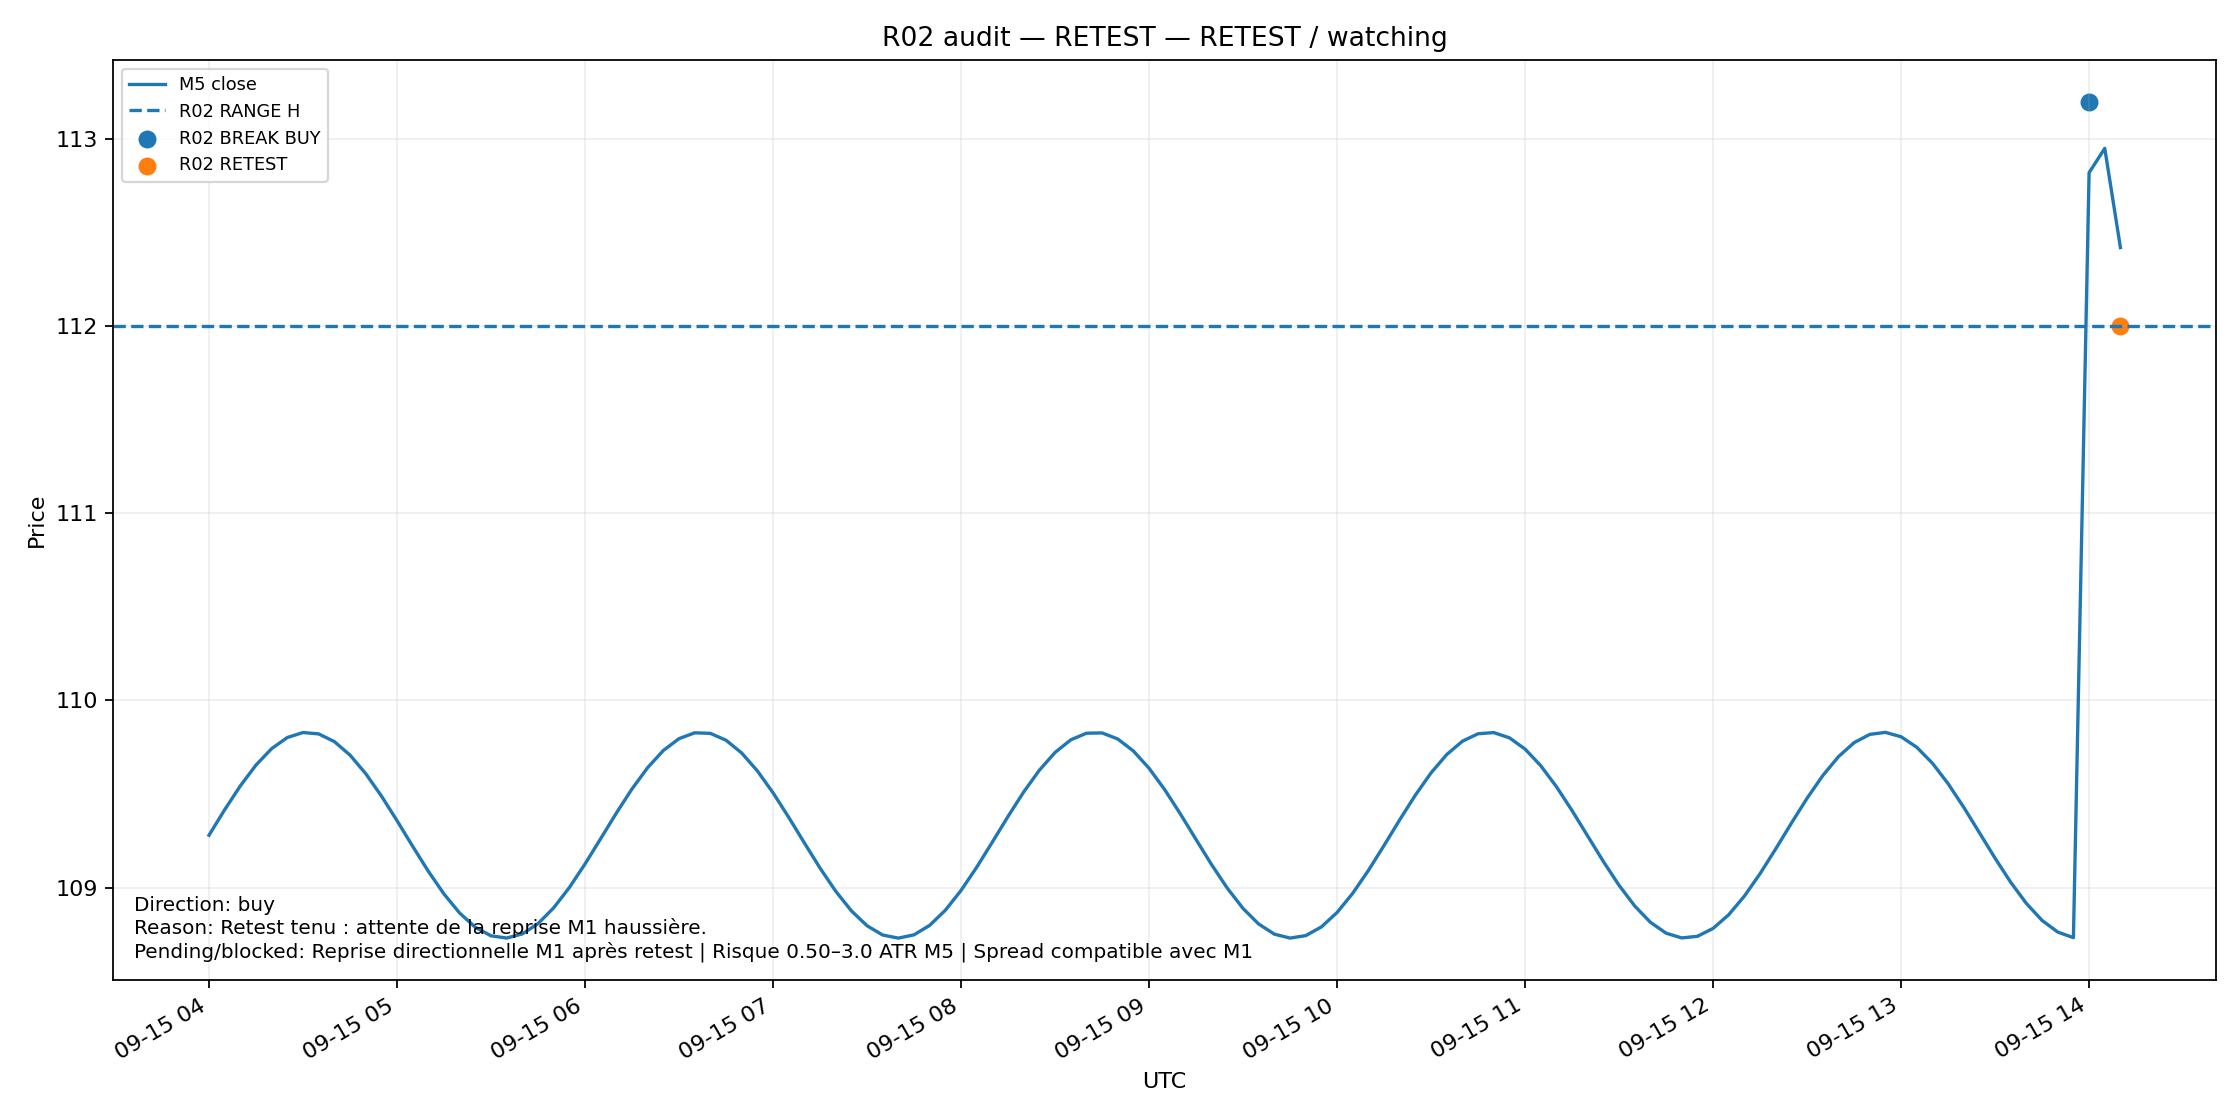 R02 audit — RETEST — RETEST / watching
M5 close
R02 RANGE H
R02 BREAK BUY
R02 RETEST
113
112
111
110
109
Price
Direction: buy
Reason: Retest tenu : attente de la reprise M1 haussière.
Pending/blocked: Reprise directionnelle M1 après retest | Risque 0.50–3.0 ATR M5 | Spread compatible avec M1
09-15 04
09-15 05
09-15 06
09-15 07
09-15 08
09-15 09
09-15 10
09-15 11
09-15 12
09-15 13
09-15 14
UTC